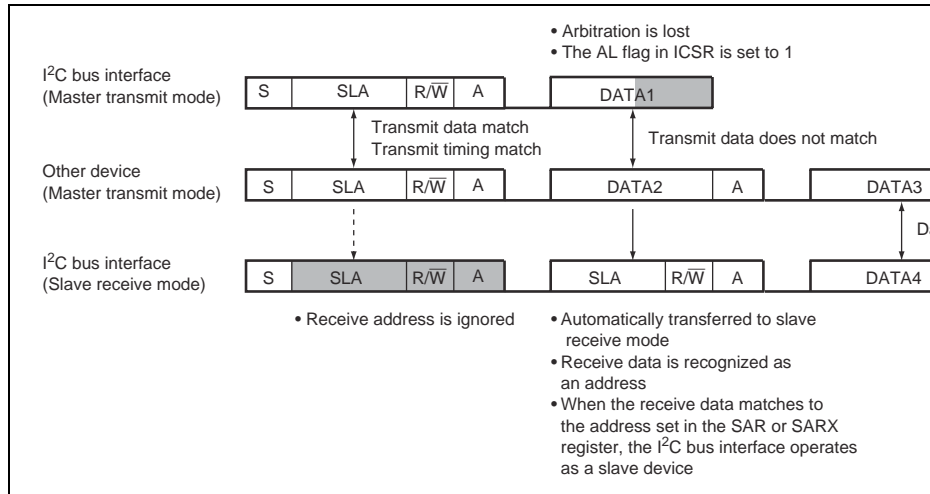 • Arbitration is lost
• The AL flag in ICSR is set to 1
I²C bus interface
(Master transmit mode)
S SLA R/W̅ A DATA1
Transmit data match
Transmit timing match
Transmit data does not match
Other device
(Master transmit mode)
S SLA R/W̅ A DATA2 A DATA3
I²C bus interface
(Slave receive mode)
S SLA R/W̅ A SLA R/W̅ A DATA4
• Receive address is ignored
• Automatically transferred to slave
receive mode
• Receive data is recognized as
an address
• When the receive data matches to
the address set in the SAR or SARX
register, the I²C bus interface operates
as a slave device